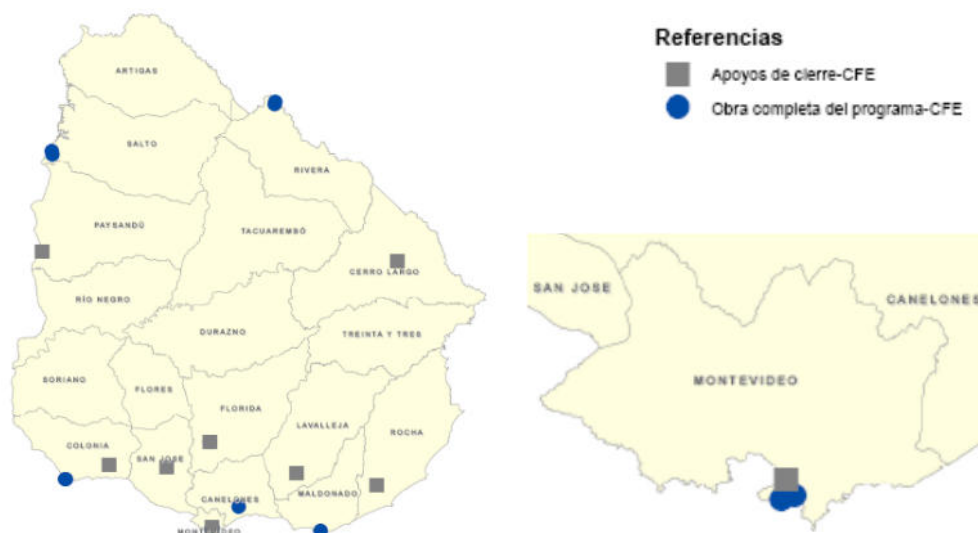 Referencias
Apoyos de cierre-CFE
Obra completa del programa-CFE
ARTIGAS
SALTO
RIVERA
PAYSANDÚ
TACUAREMBÓ
CERRO LARGO
RÍO NEGRO
DURAZNO
TREINTA Y TRES
SORIANO
FLORES
FLORIDA
LAVALLEJA
ROCHA
COLONIA
SAN JOSE
CANELONES
MALDONADO
MONTEVIDEO
SAN JOSE
CANELONES
MONTEVIDEO